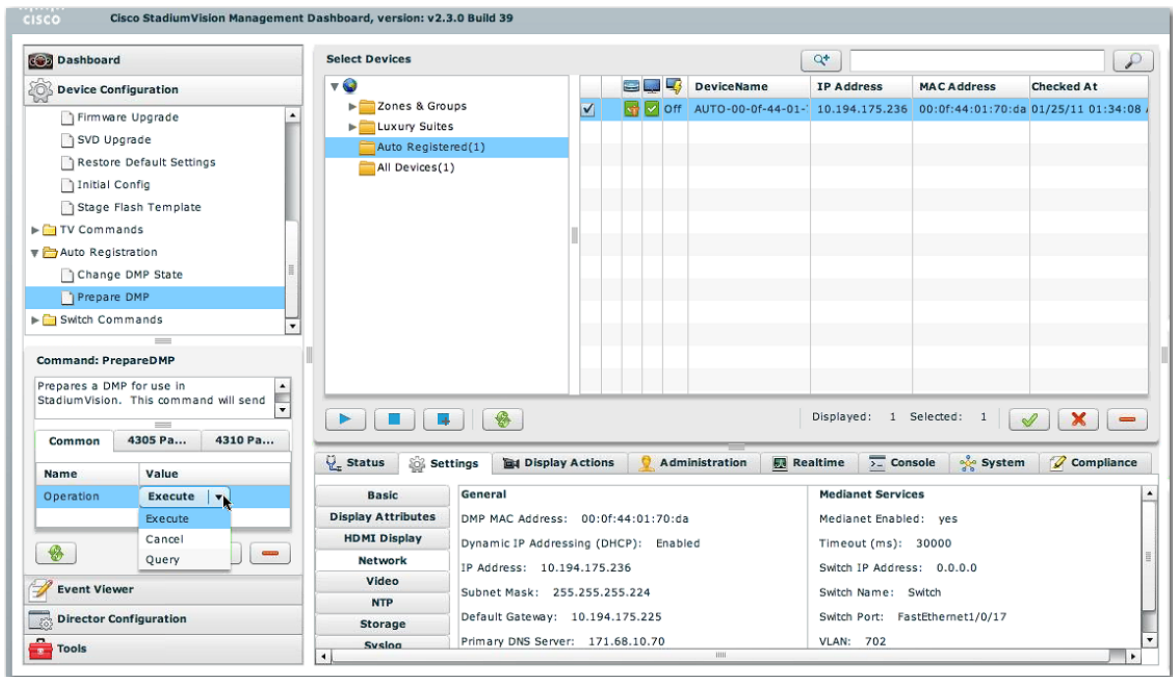 CISCO
Cisco StadiumVision Management Dashboard, version: v2.3.0 Build 39
Dashboard
Device Configuration
Firmware Upgrade
SVD Upgrade
Restore Default Settings
Initial Config
Stage Flash Template
TV Commands
Auto Registration
Change DMP State
Prepare DMP
Switch Commands
Command: PrepareDMP
Prepares a DMP for use in
StadiumVision. This command will send
Common 4305 Pa... 4310 Pa...
Name Value
Operation Execute
Execute
Cancel
Query
Event Viewer
Director Configuration
Tools
Select Devices
Zones & Groups
Luxury Suites
Auto Registered(1)
All Devices(1)
DeviceName IP Address MAC Address Checked At
Off AUTO-00-0f-44-01- 10.194.175.236 00:0f:44:01:70:da 01/25/11 01:34:08
Displayed: 1 Selected: 1
Status Settings Display Actions Administration Realtime Console System Compliance
Basic
Display Attributes
HDMI Display
Network
Video
NTP
Storage
Syslog
General
DMP MAC Address: 00:0f:44:01:70:da
Dynamic IP Addressing (DHCP): Enabled
IP Address: 10.194.175.236
Subnet Mask: 255.255.255.224
Default Gateway: 10.194.175.225
Primary DNS Server: 171.68.10.70
Medianet Services
Medianet Enabled: yes
Timeout (ms): 30000
Switch IP Address: 0.0.0.0
Switch Name: Switch
Switch Port: FastEthernet1/0/17
VLAN: 702